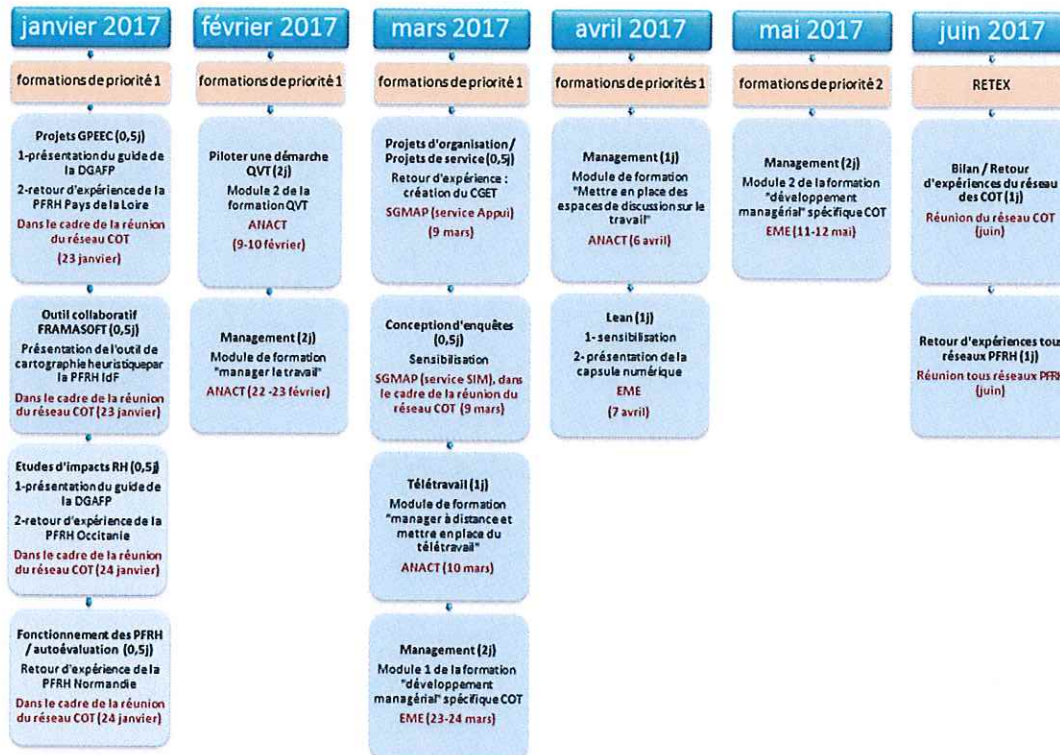 janvier 2017
formations de priorité 1
Projets GPEEC (0,5j)
1-présentation du guide de
la DGAFP
2-retour d'expérience de la
PFRH Pays de la Loire
Dans le cadre de la réunion
du réseau COT
(23 janvier)
Outil collaboratif
FRAMASOFT (0,5j)
Présentation de l'outil de
cartographie heuristiquepar
la PFRH IdF
Dans le cadre de la réunion
du réseau COT (23 janvier)
Etudes d'impacts RH (0,5j)
1-présentation du guide de
la DGAFP
2-retour d'expérience de la
PFRH Occitanie
Dans le cadre de la réunion
du réseau COT (24 janvier)
Fonctionnement des PFRH
/ autoévaluation (0,5j)
Retour d'expérience de la
PFRH Normandie
Dans le cadre de la réunion
du réseau COT (24 janvier)
février 2017
formations de priorité 1
Piloter une démarche
QVT (2j)
Module 2 de la
formation QVT
ANACT
(9-10 février)
Management (2j)
Module de formation
"manager le travail"
ANACT (22 -23 février)
mars 2017
formations de priorité 1
Projets d'organisation /
Projets de service (0,5j)
Retour d'expérience :
création du CGET
SGMAP (service Appui)
(9 mars)
Conception d'enquêtes
(0,5j)
Sensibilisation
SGMAP (service SIM), dans
le cadre de la réunion du
réseau COT (9 mars)
Télétravail (1j)
Module de formation
"manager à distance et
mettre en place du
télétravail"
ANACT (10 mars)
Management (2j)
Module 1 de la formation
"développement
managérial" spécifique COT
EME (23-24 mars)
avril 2017
formations de priorités 1
Management (1j)
Module de formation
"Mettre en place des
espaces de discussion sur le
travail"
ANACT (6 avril)
Lean (1j)
1- sensibilisation
2- présentation de la
capsule numérique
EME
(7 avril)
mai 2017
formations de priorité 2
Management (2j)
Module 2 de la formation
"développement
managérial" spécifique COT
EME (11-12 mai)
juin 2017
RETEX
Bilan / Retour
d'expériences du réseau
des COT (1j)
Réunion du réseau COT
(juin)
Retour d'expériences tous
réseaux PFRH (1j)
Réunion tous réseaux PFRH
(juin)